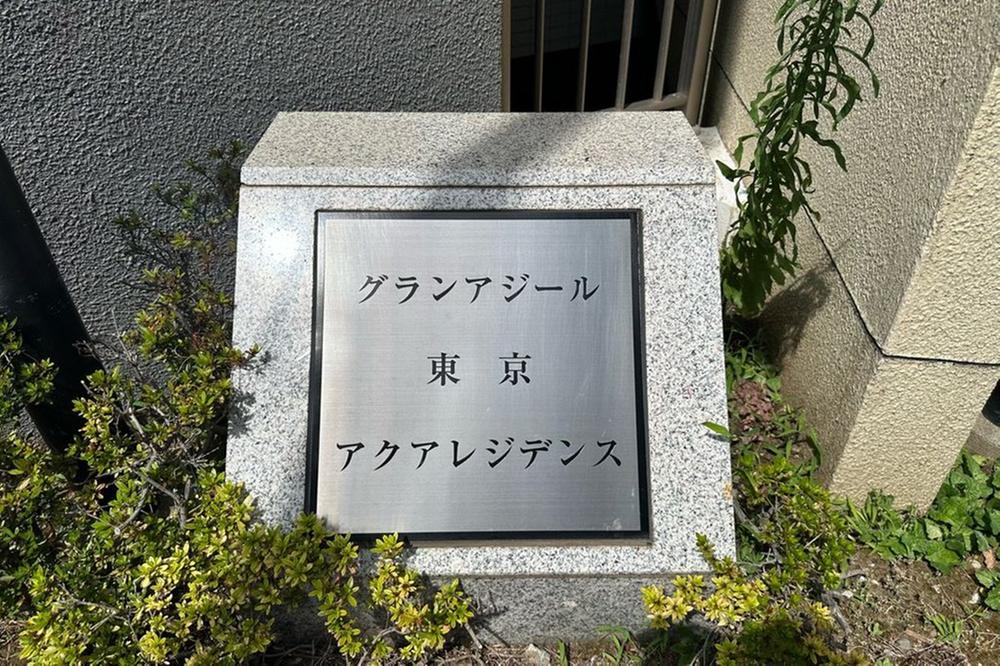 グランアジール
東　京
アクアレジデンス